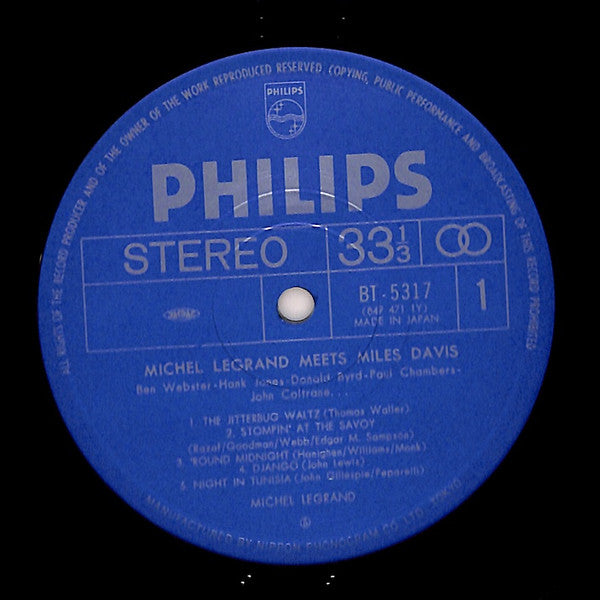 ALL RIGHTS OF THE RECORD PRODUCER AND OF THE OWNER OF THE WORK REPRODUCED RESERVED. COPYING, PUBLIC PERFORMANCE AND BROADCASTING OF THIS RECORD PROHIBITED
PHILIPS
PHILIPS
STEREO 33 1/3
BT-5317 1
(842 471 1Y)
MADE IN JAPAN
MICHEL LEGRAND MEETS MILES DAVIS
Ben Webster-Hank Jones-Donald Byrd-Paul Chambers-
John Coltrane...
1 THE JITTERBUG WALTZ (Thomas Waller)
2. STOMPIN' AT THE SAVOY
(Razaf/Goodman/Webb/Edgar M. Sampson)
3 'ROUND MIDNIGHT (Hanighen/Williams/Monk)
4. DJANGO (John Lewis)
5 NIGHT IN TUNISIA (John Gillespie/Paparelli)
MICHEL LEGRAND
MANUFACTURED BY NIPPON PHONOGRAM CO., LTD., TOKYO